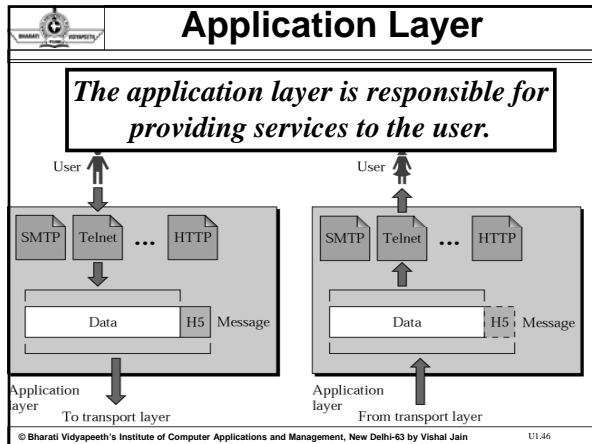 BHARATI VIDYAPEETH
Application Layer
The application layer is responsible for
providing services to the user.
User
SMTP Telnet ... HTTP
Data H5 Message
Application
layer
To transport layer
User
SMTP Telnet ... HTTP
Data H5 Message
Application
layer
From transport layer
© Bharati Vidyapeeth's Institute of Computer Applications and Management, New Delhi-63 by Vishal Jain U1.46